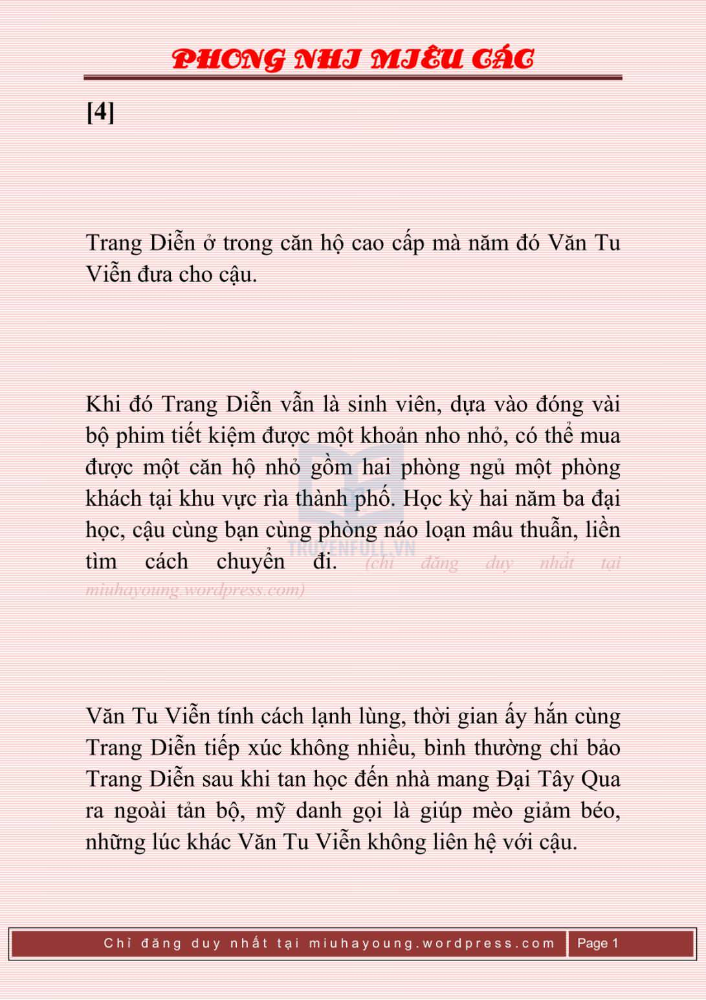 PHONG NHI MIÊU CÁC
[4]
Trang Diễn ở trong căn hộ cao cấp mà năm đó Văn Tu
Viễn đưa cho cậu.
Khi đó Trang Diễn vẫn là sinh viên, dựa vào đóng vài
bộ phim tiết kiệm được một khoản nho nhỏ, có thể mua
được một căn hộ nhỏ gồm hai phòng ngủ một phòng
khách tại khu vực rìa thành phố. Học kỳ hai năm ba đại
học, cậu cùng bạn cùng phòng náo loạn mâu thuẫn, liền
tìm cách chuyển đi. (chỉ đăng duy nhất tại
miuhayoung.wordpress.com)
TRUYENFULL.VN
Văn Tu Viễn tính cách lạnh lùng, thời gian ấy hắn cùng
Trang Diễn tiếp xúc không nhiều, bình thường chỉ bảo
Trang Diễn sau khi tan học đến nhà mang Đại Tây Qua
ra ngoài tản bộ, mỹ danh gọi là giúp mèo giảm béo,
những lúc khác Văn Tu Viễn không liên hệ với cậu.
Chỉ đăng duy nhất tại miuhayoung.wordpress.com Page 1